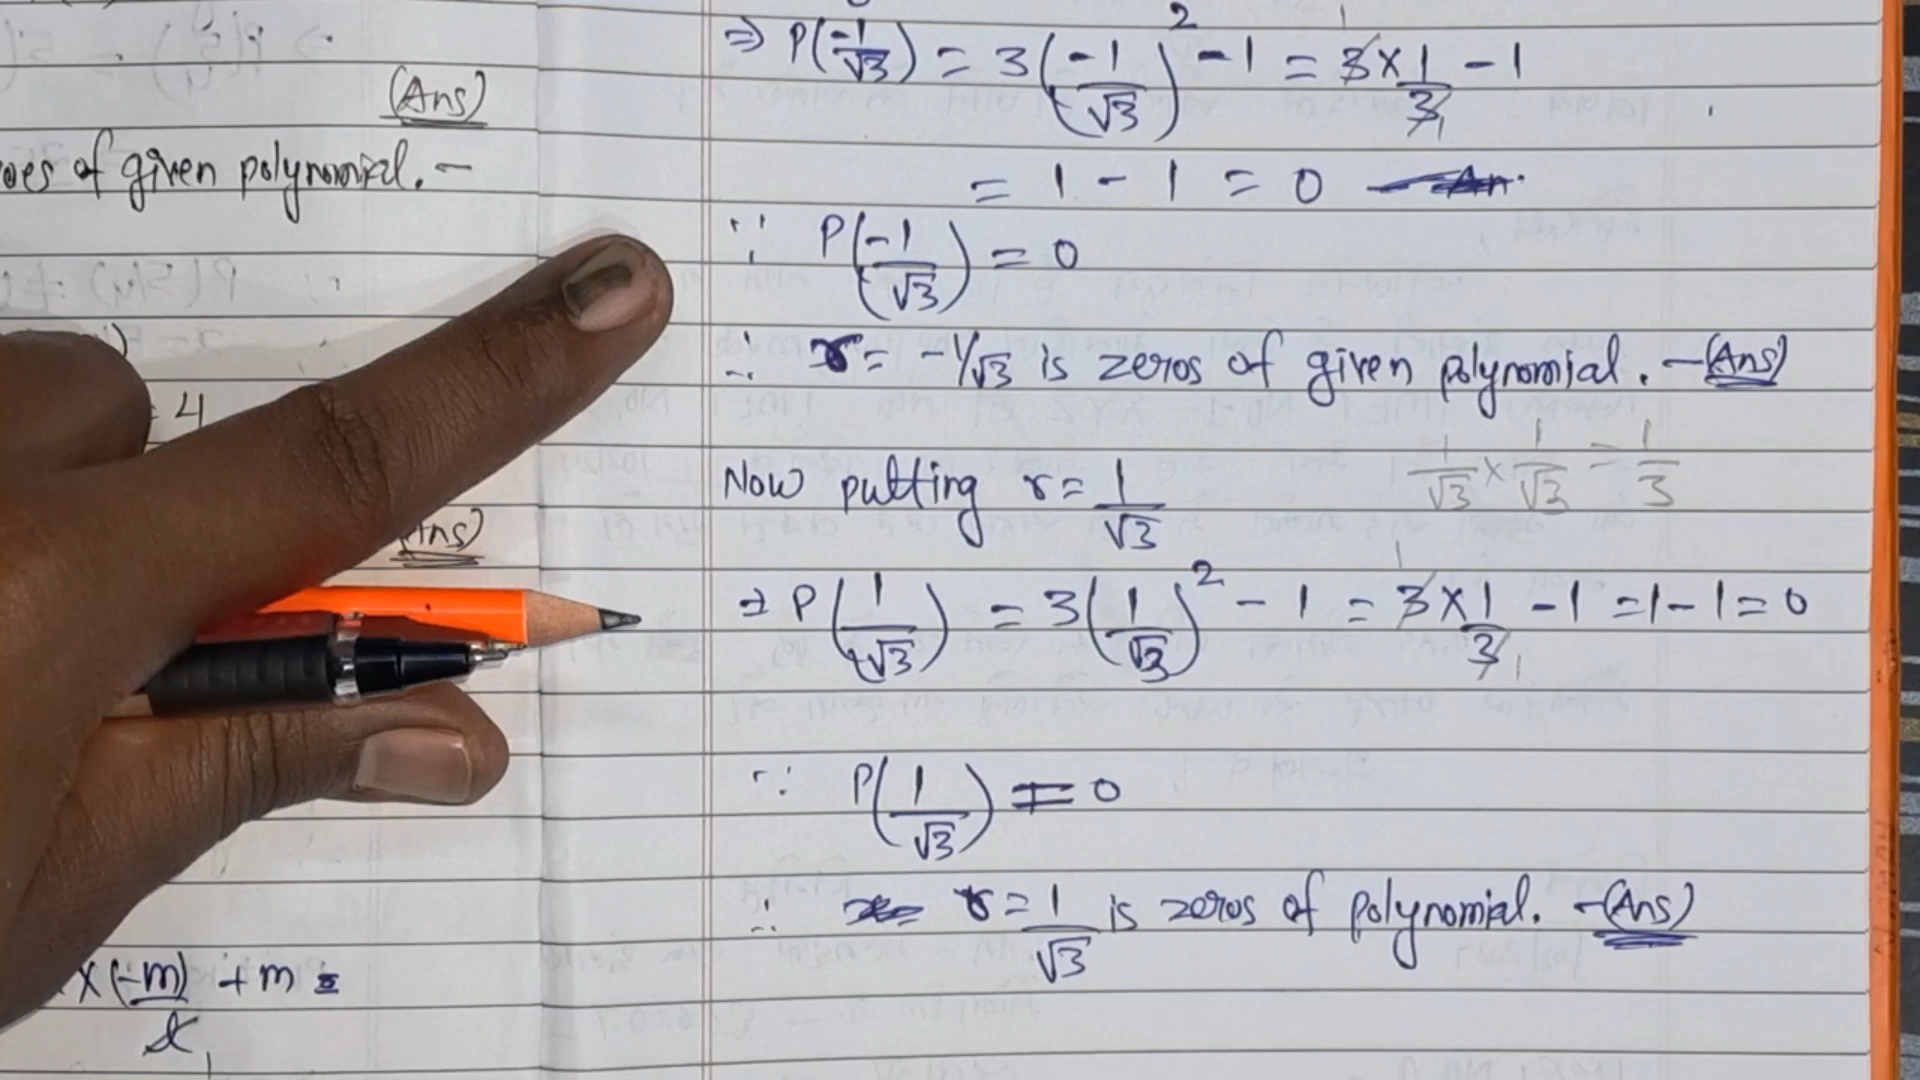 (Ans)
of given polynomial. -
= 4
(Ans)
x (-m) + m =
⇒ P(-1/√3) = 3(-1/√3)² - 1 = 3 × 1/3 - 1
= 1 - 1 = 0
∵ P(-1/√3) = 0
∴ x = -1/√3 is zeros of given polynomial. - (Ans)
1/√3 × 1/√3 = 1/3
Now putting x = 1/√3
⇒ P(1/√3) = 3(1/√3)² - 1 = 3 × 1/3 - 1 = 1 - 1 = 0
∵ P(1/√3) = 0
∴ x = 1/√3 is zeros of polynomial. - (Ans)